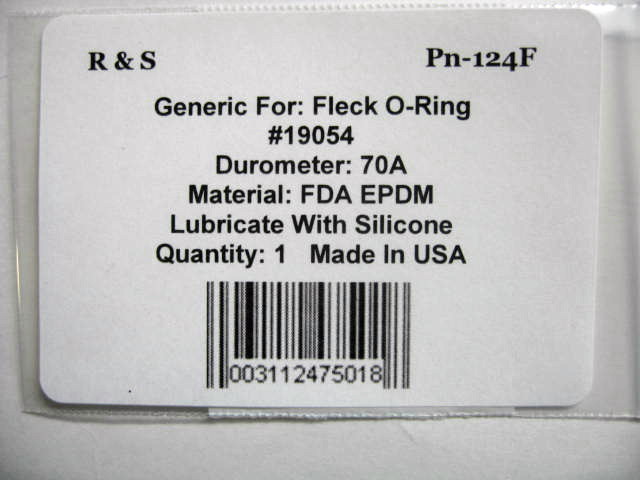 R & S Pn-124F
Generic For: Fleck O-Ring
#19054
Durometer: 70A
Material: FDA EPDM
Lubricate With Silicone
Quantity: 1 Made In USA
003112475018